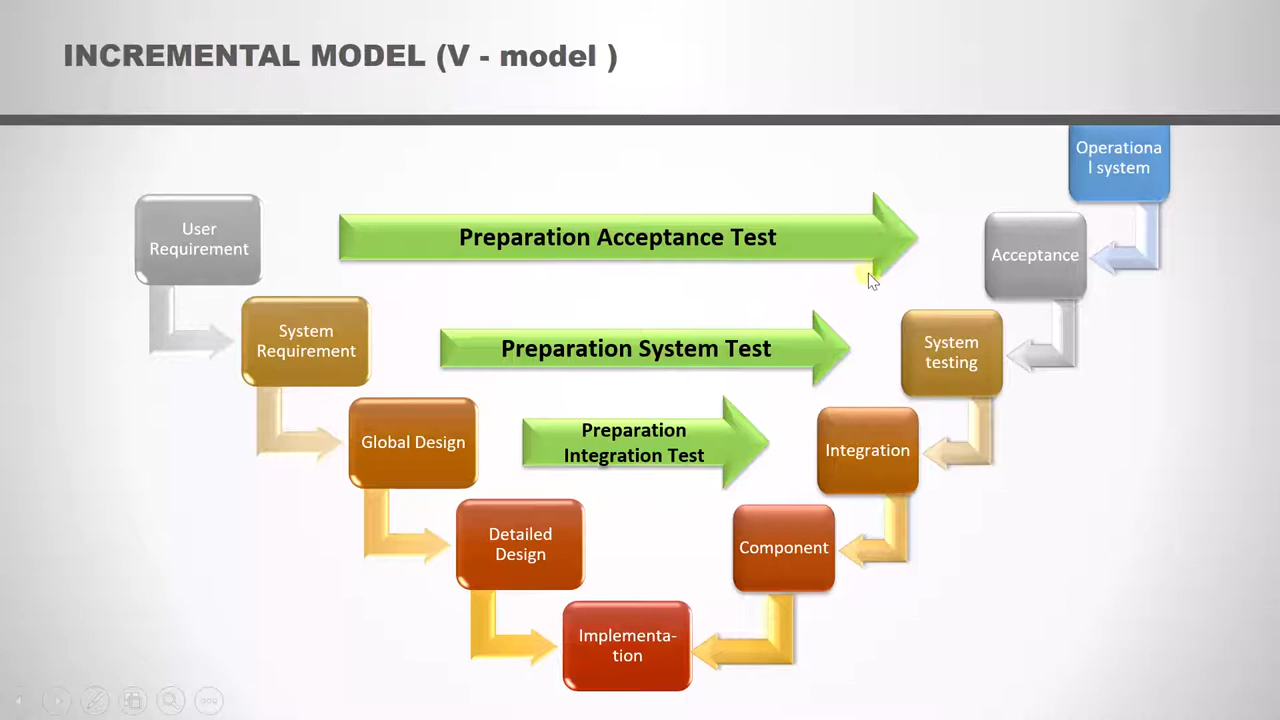 INCREMENTAL MODEL (V - model )
Operationa
l system
User
Requirement
Preparation Acceptance Test
Acceptance
System
Requirement
Preparation System Test
System
testing
Global Design
Preparation
Integration Test
Integration
Detailed
Design
Component
Implementa-
tion